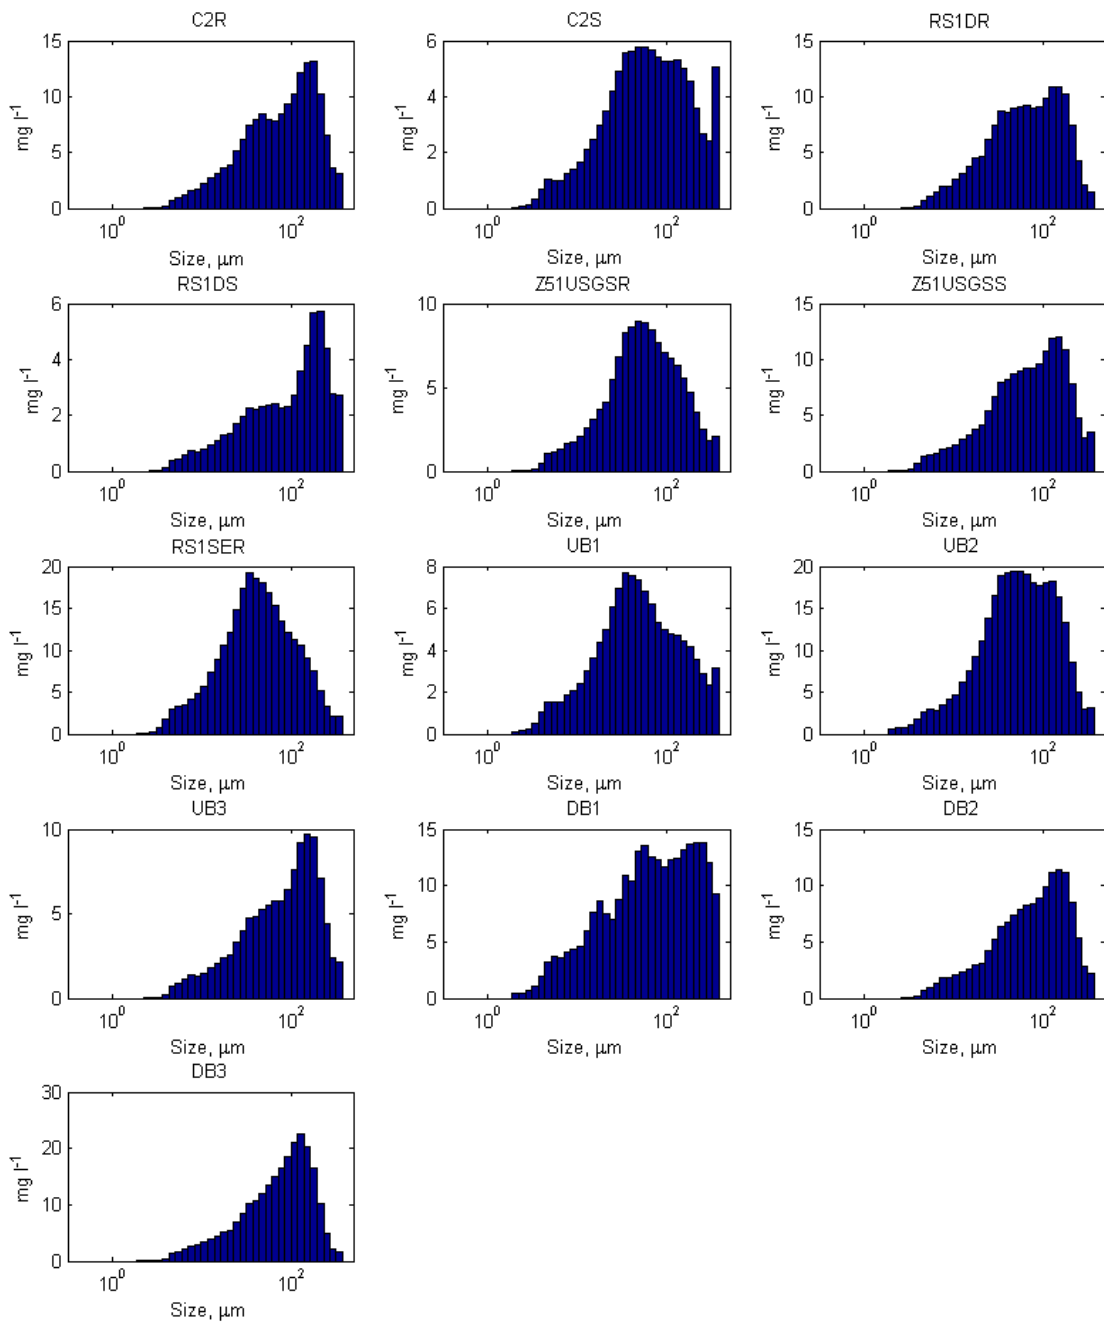 C2R
15
10
5
0
mg l-1
10^0
10^2
Size, μm
C2S
6
4
2
0
mg l-1
10^0
10^2
Size, μm
RS1DR
15
10
5
0
mg l-1
10^0
10^2
Size, μm
RS1DS
6
4
2
0
mg l-1
10^0
10^2
Size, μm
Z51USGSR
10
5
0
mg l-1
10^0
10^2
Size, μm
Z51USGSS
15
10
5
0
mg l-1
10^0
10^2
Size, μm
RS1SER
20
15
10
5
0
mg l-1
10^0
10^2
Size, μm
UB1
8
6
4
2
0
mg l-1
10^0
10^2
Size, μm
UB2
20
15
10
5
0
mg l-1
10^0
10^2
Size, μm
UB3
10
5
0
mg l-1
10^0
10^2
Size, μm
DB1
15
10
5
0
mg l-1
10^0
10^2
Size, μm
DB2
15
10
5
0
mg l-1
10^0
10^2
Size, μm
DB3
30
20
10
0
mg l-1
10^0
10^2
Size, μm